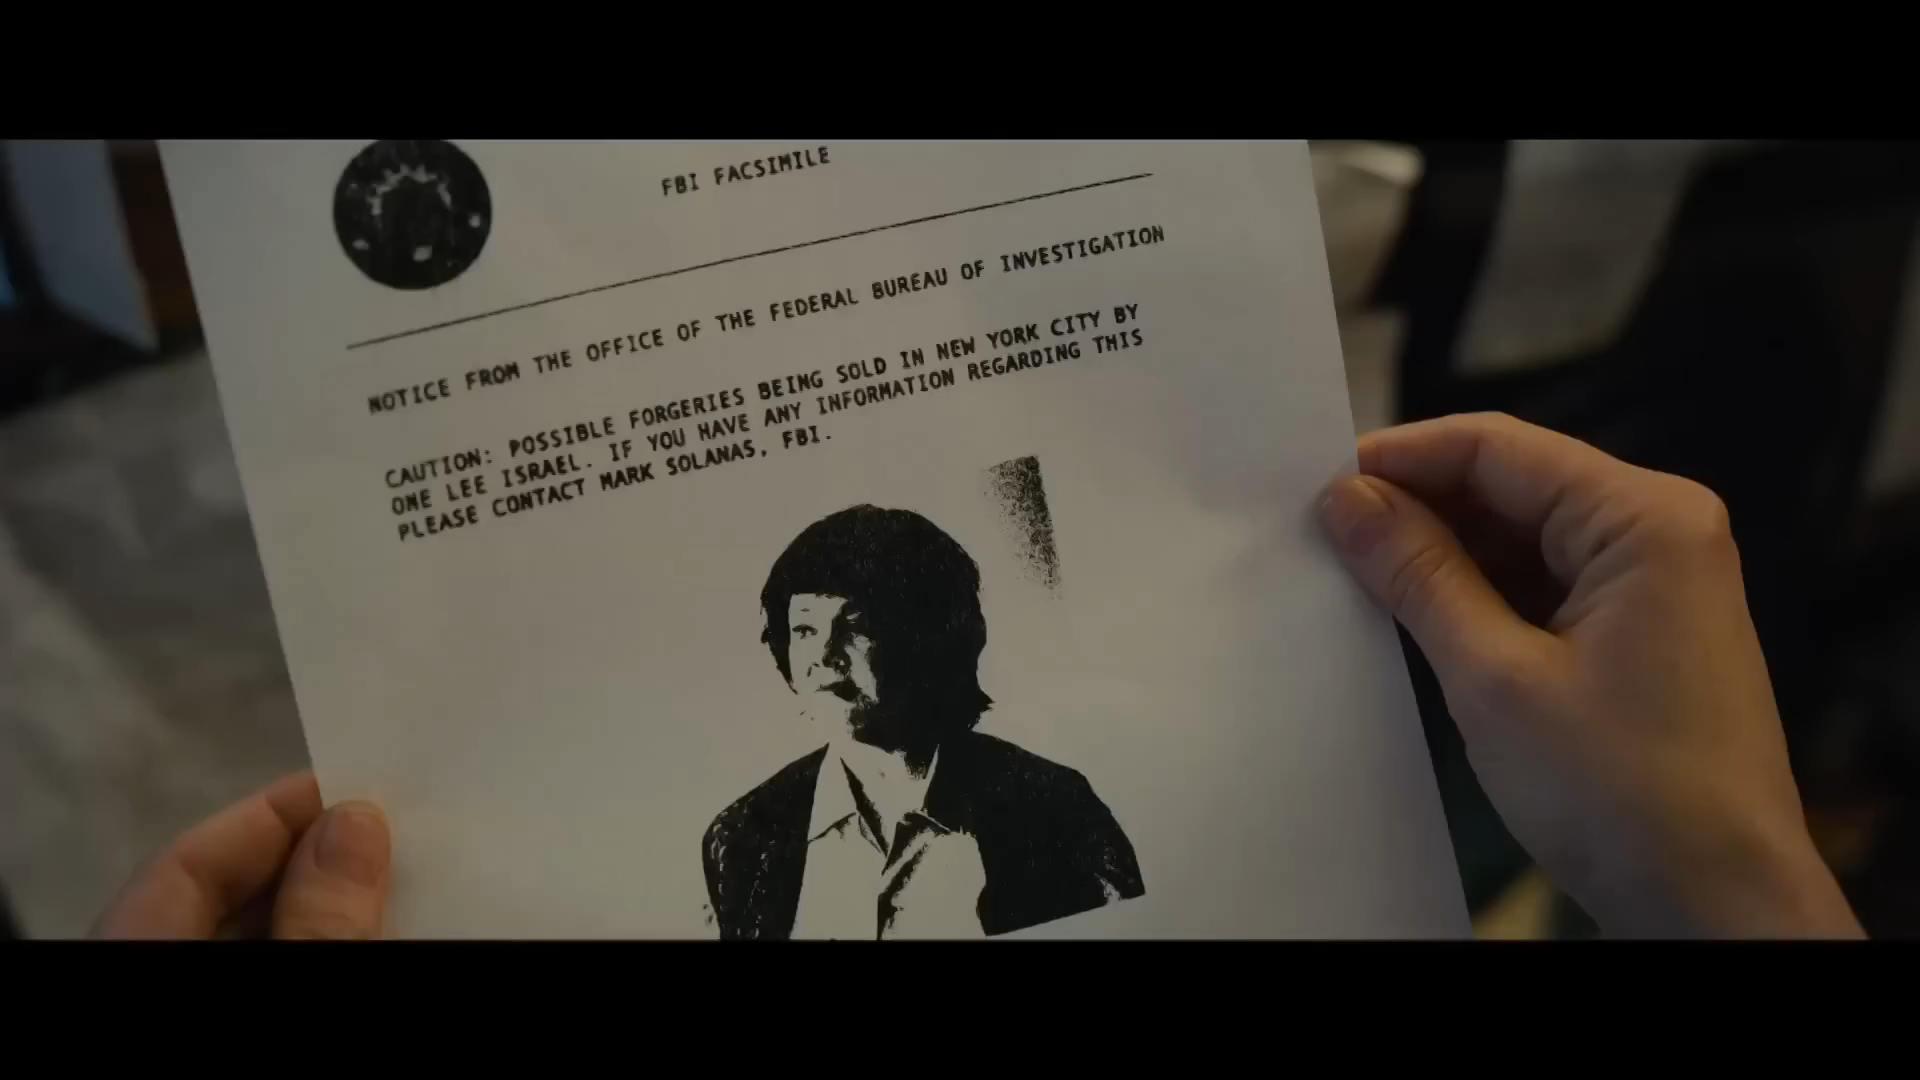 FBI FACSIMILE
NOTICE FROM THE OFFICE OF THE FEDERAL BUREAU OF INVESTIGATION
CAUTION: POSSIBLE FORGERIES BEING SOLD IN NEW YORK CITY BY
ONE LEE ISRAEL. IF YOU HAVE ANY INFORMATION REGARDING THIS
PLEASE CONTACT MARK SOLANAS, FBI.